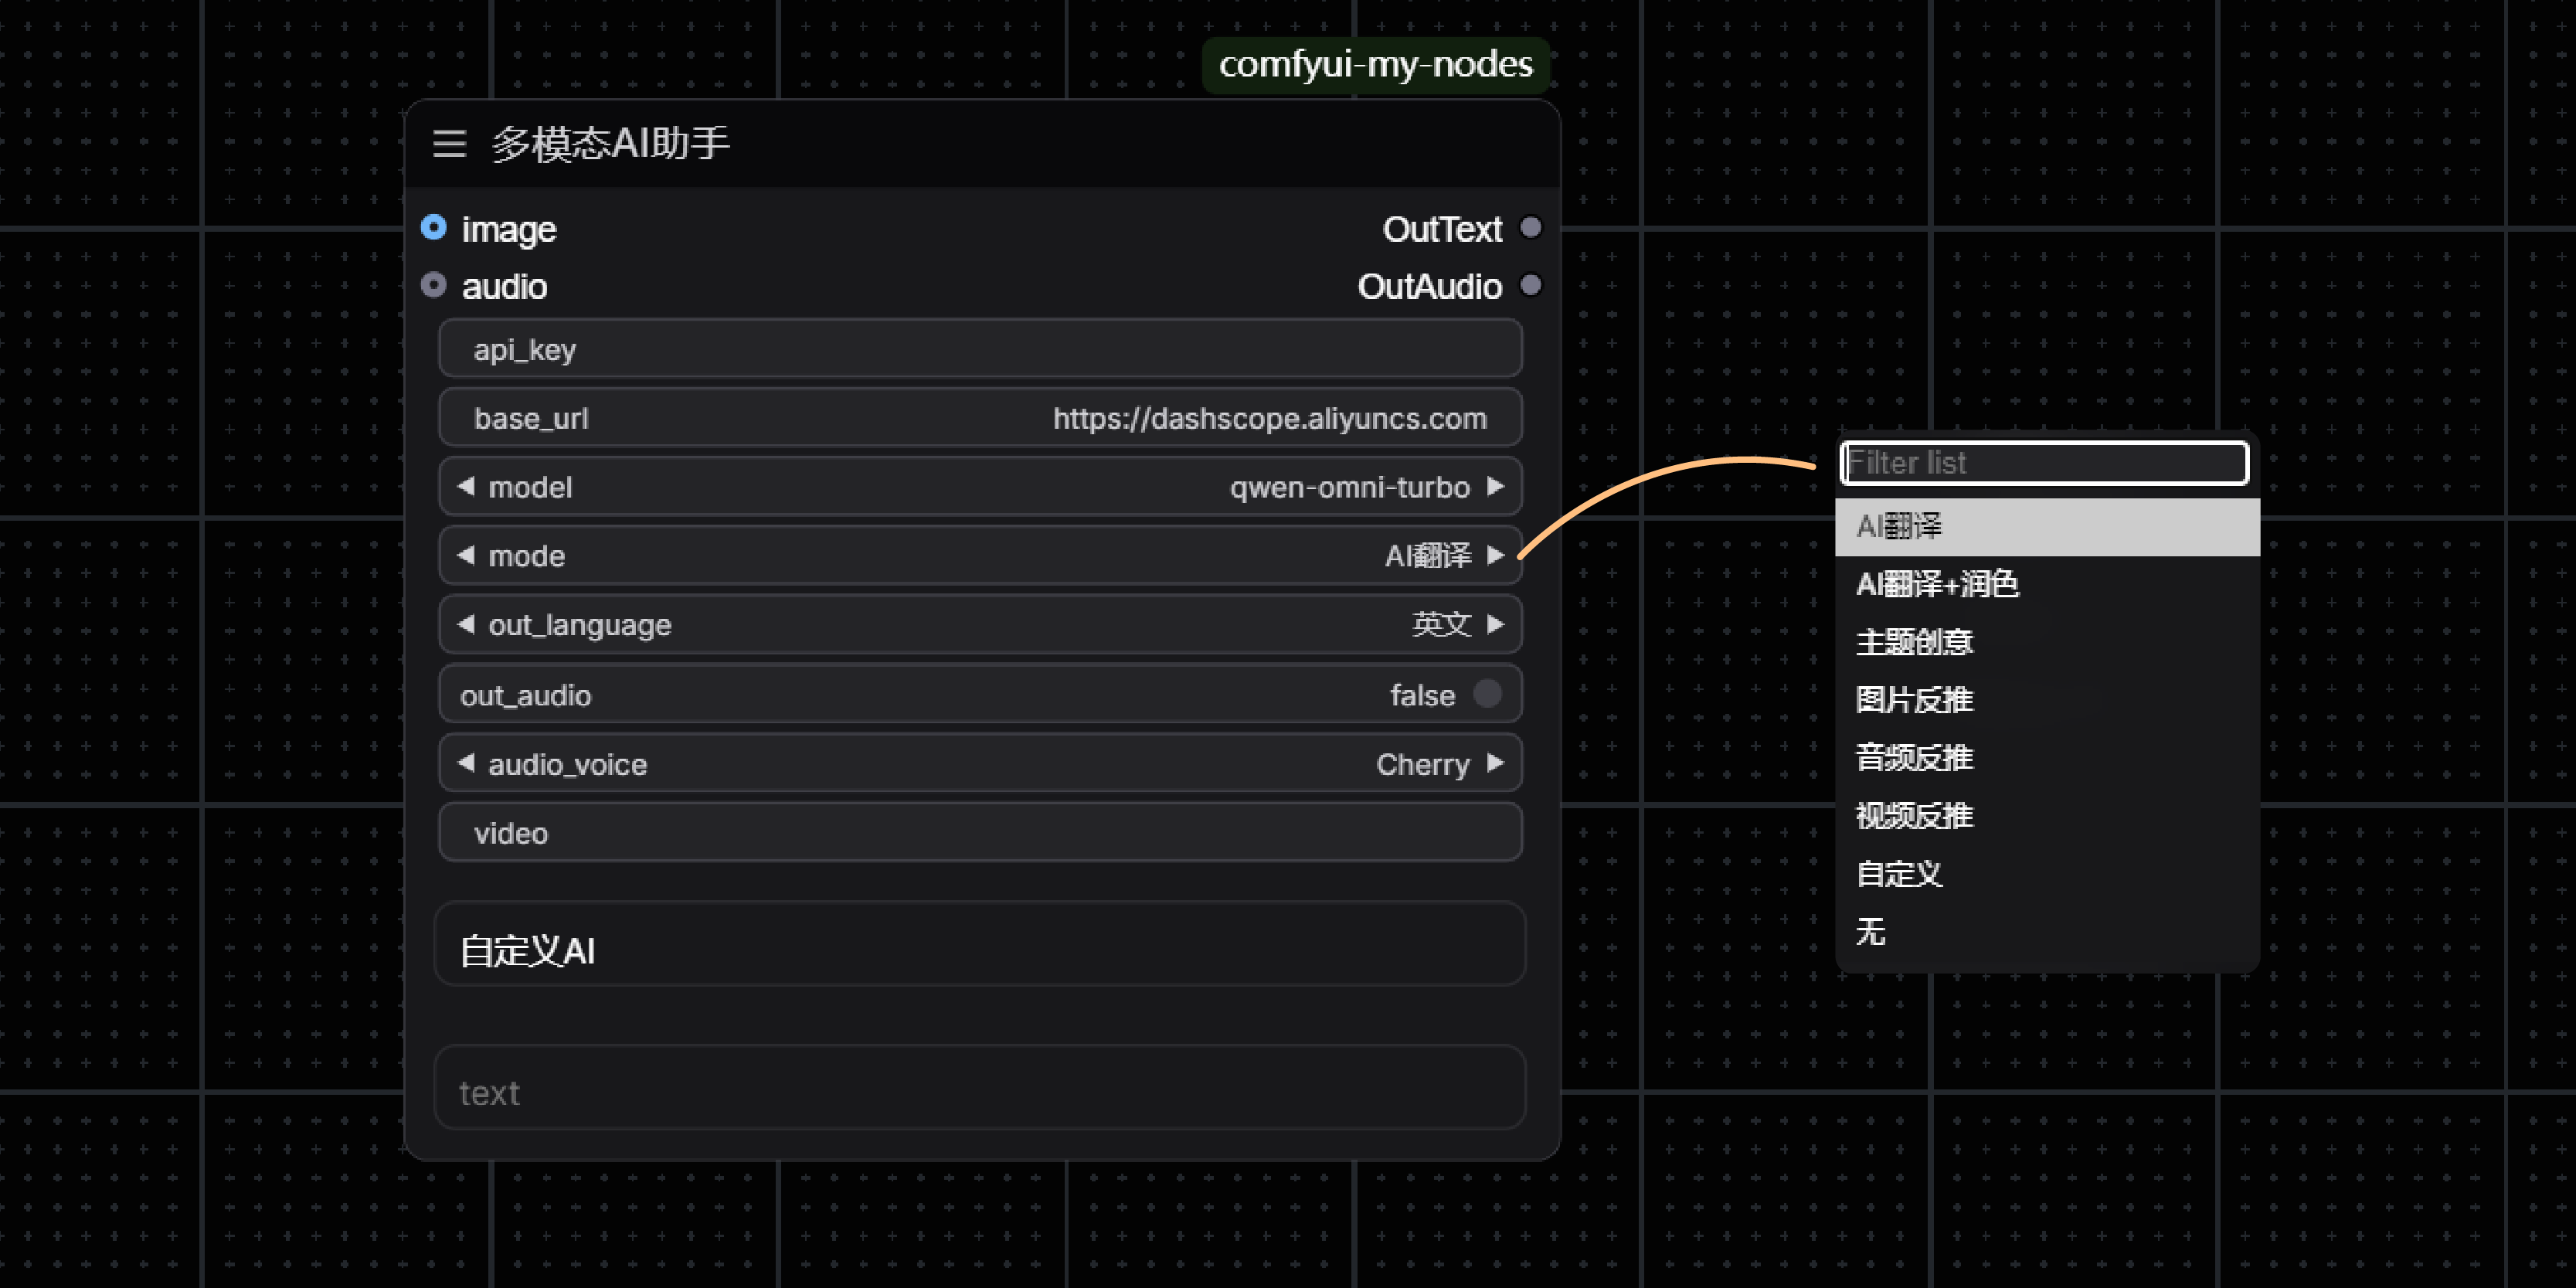 comfyui-my-nodes
多模态AI助手
image OutText
audio OutAudio
api_key
base_url https://dashscope.aliyuncs.com
model qwen-omni-turbo
mode AI翻译
out_language 英文
out_audio false
audio_voice Cherry
video
自定义AI
text
Filter list
AI翻译
AI翻译+润色
主题创意
图片反推
音频反推
视频反推
自定义
无